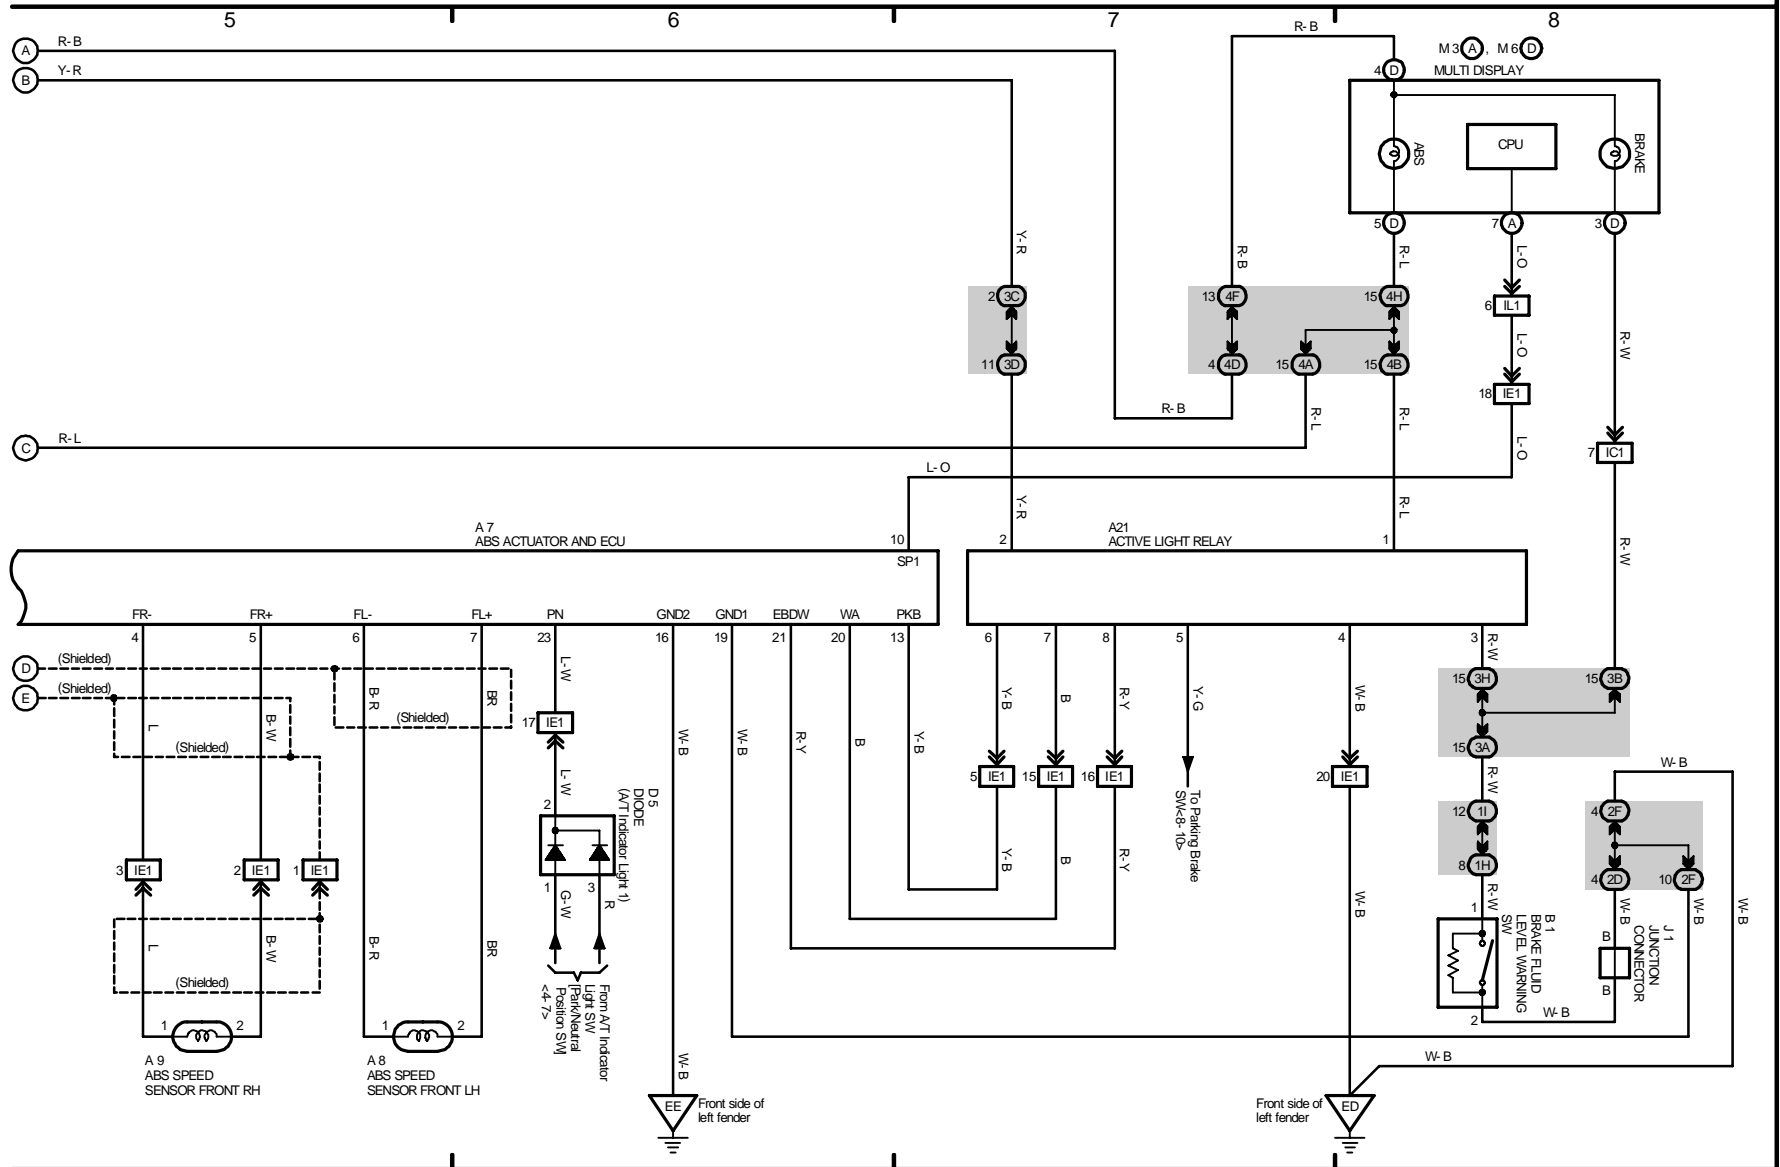 5 6 7 8
A R-B
B Y-R
R-B
M 3 A , M 6 D
MULTI DISPLAY
4 D
ABS
CPU
BRAKE
5 D 7 A 3 D
Y-R
R-B
R-L
L-O
2 3C
13 4F
15 4H
6 IL1
L-O
R-W
11 3D
4 4D
15 4A
15 4B
18 IE1
R-B
R-L
R-L
C R-L
L-O
7 IC1
L-O
Y-R
R-L
R-W
A 7
ABS ACTUATOR AND ECU
10
SP1
A21
ACTIVE LIGHT RELAY
2 1
FR- FR+ FL- FL+ PN GND2 GND1 EBDW WA PKB
4 5 6 7 23 16 19 21 20 13
6 7 8 5 4 3
D (Shielded)
E (Shielded)
L-W
R-W
15 3H
15 3B
L
B-W
B-R
BR
(Shielded)
(Shielded)
17 IE1
W-B
W-B
R-Y
B
Y-B
Y-B
B
R-Y
Y-G
W-B
15 3A
5 IE1
15 IE1
16 IE1
20 IE1
R-W
W-B
L-W
2
D 5
DIODE
(A/T Indicator Light 1)
To Parking Brake
SW<8-10>
12 1I
4 2F
3 IE1
2 IE1
1 IE1
1 3
Y-B
B
R-Y
8 1H
4 2D
10 2F
G-W
R
R-W
W-B
W-B
W-B
W-B
L
B-W
B-R
BR
1
B 1
BRAKE FLUID
LEVEL WARNING
SW
B
B
J 1
JUNCTION
CONNECTOR
(Shielded)
From A/T Indicator
Light SW
[Park/Neutral
Position SW]
<4-7>
2
W-B
1 2
1 2
A 9
ABS SPEED
SENSOR FRONT RH
A 8
ABS SPEED
SENSOR FRONT LH
W-B
W-B
EE
Front side of
left fender
Front side of
left fender
ED